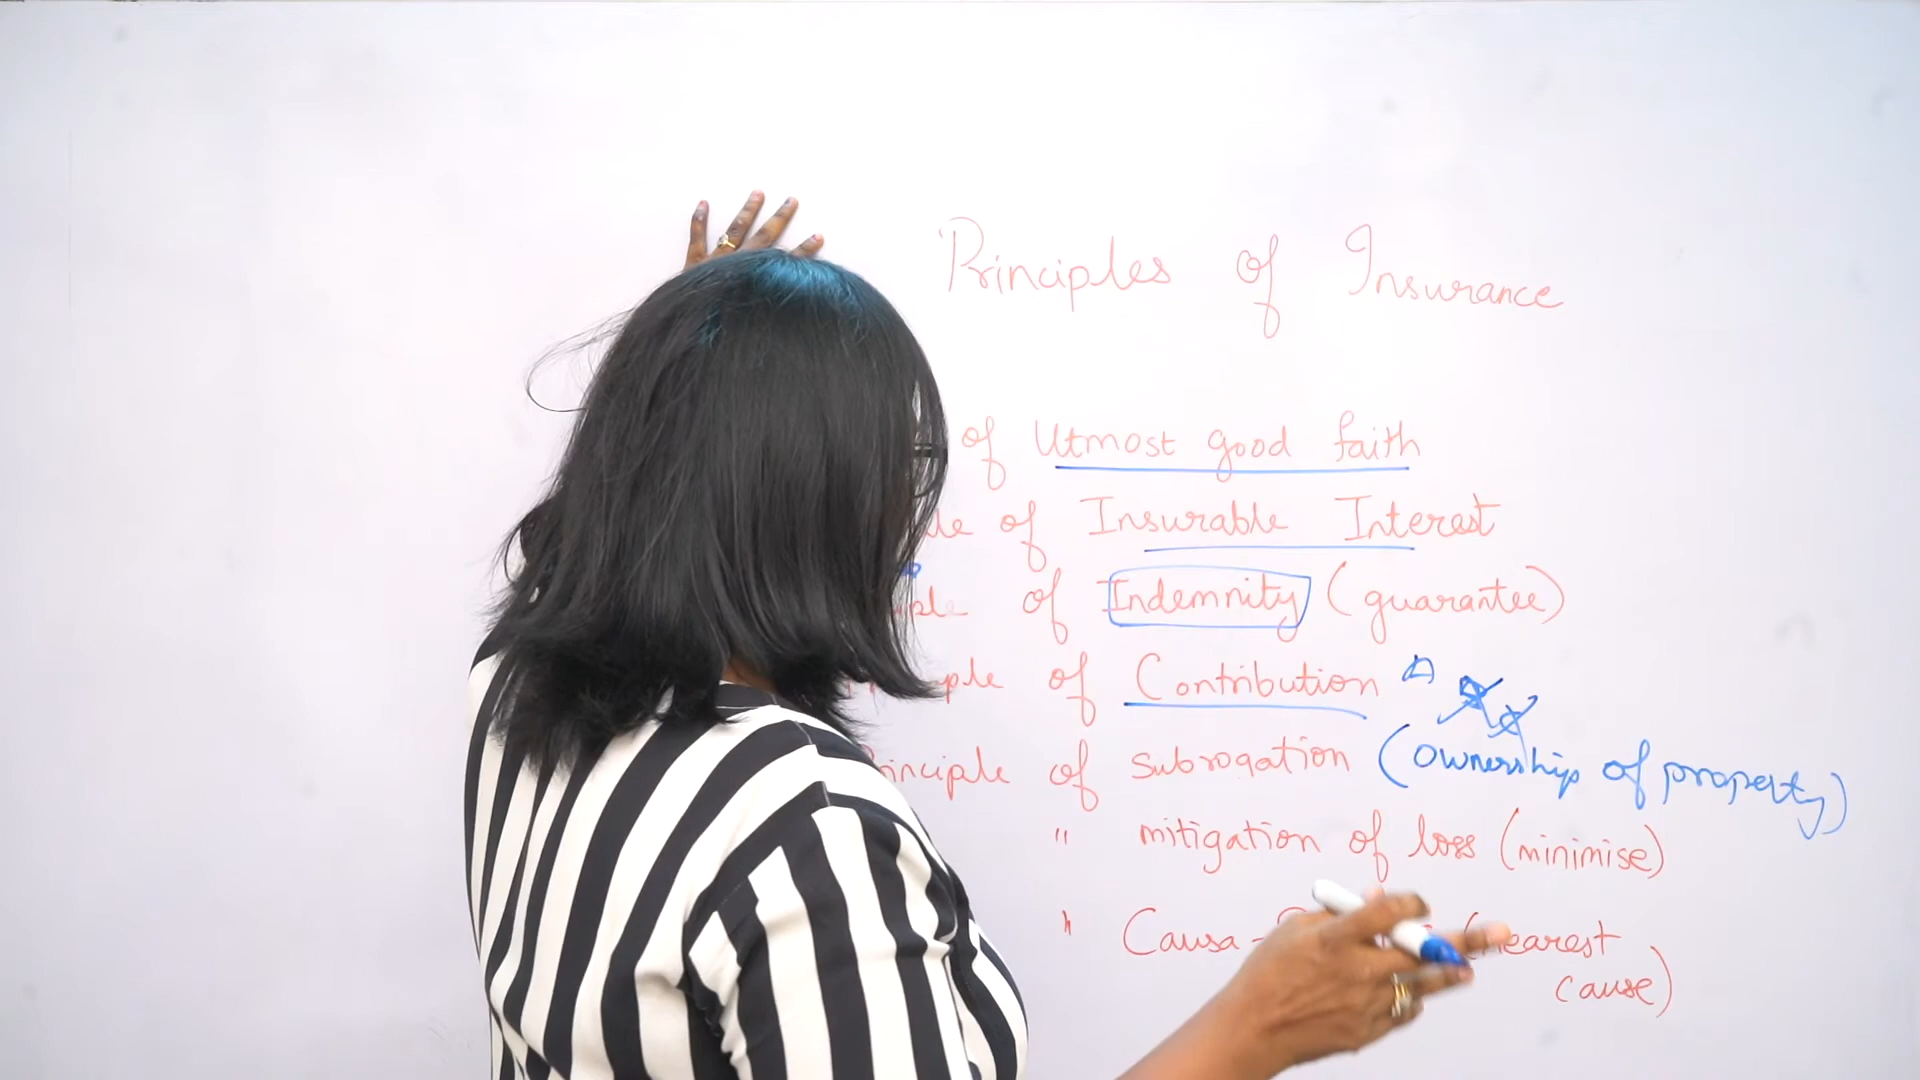 Principles of Insurance
of Utmost good faith
of Insurable Interest
of Indemnity (guarantee)
of Contribution
Principle of subrogation (ownership of property)
" mitigation of loss (minimise)
" Causa - (nearest
cause)